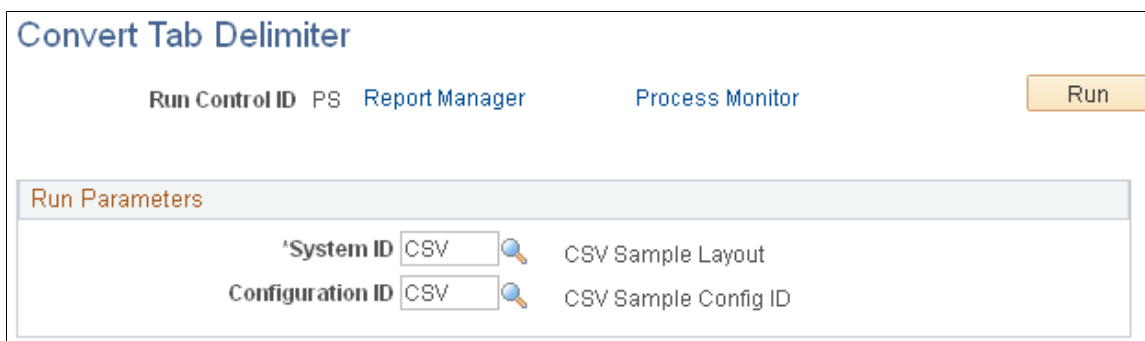 Convert Tab Delimiter
Run Control ID PS Report Manager Process Monitor Run
Run Parameters
*System ID CSV CSV Sample Layout
Configuration ID CSV CSV Sample Config ID